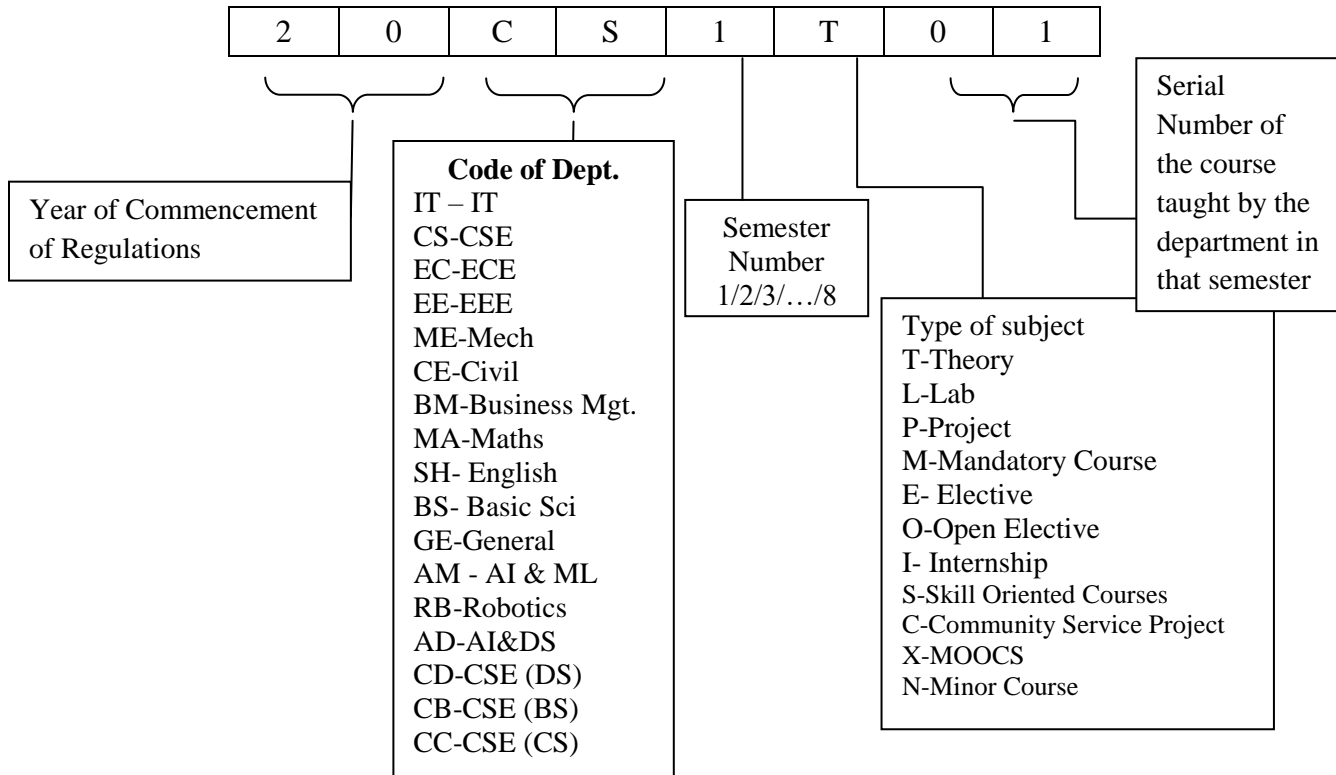 2 0 C S 1 T 0 1
Year of Commencement
of Regulations
Code of Dept.
IT – IT
CS-CSE
EC-ECE
EE-EEE
ME-Mech
CE-Civil
BM-Business Mgt.
MA-Maths
SH- English
BS- Basic Sci
GE-General
AM - AI & ML
RB-Robotics
AD-AI&DS
CD-CSE (DS)
CB-CSE (BS)
CC-CSE (CS)
Semester
Number
1/2/3/…/8
Type of subject
T-Theory
L-Lab
P-Project
M-Mandatory Course
E- Elective
O-Open Elective
I- Internship
S-Skill Oriented Courses
C-Community Service Project
X-MOOCS
N-Minor Course
Serial
Number of
the course
taught by the
department in
that semester